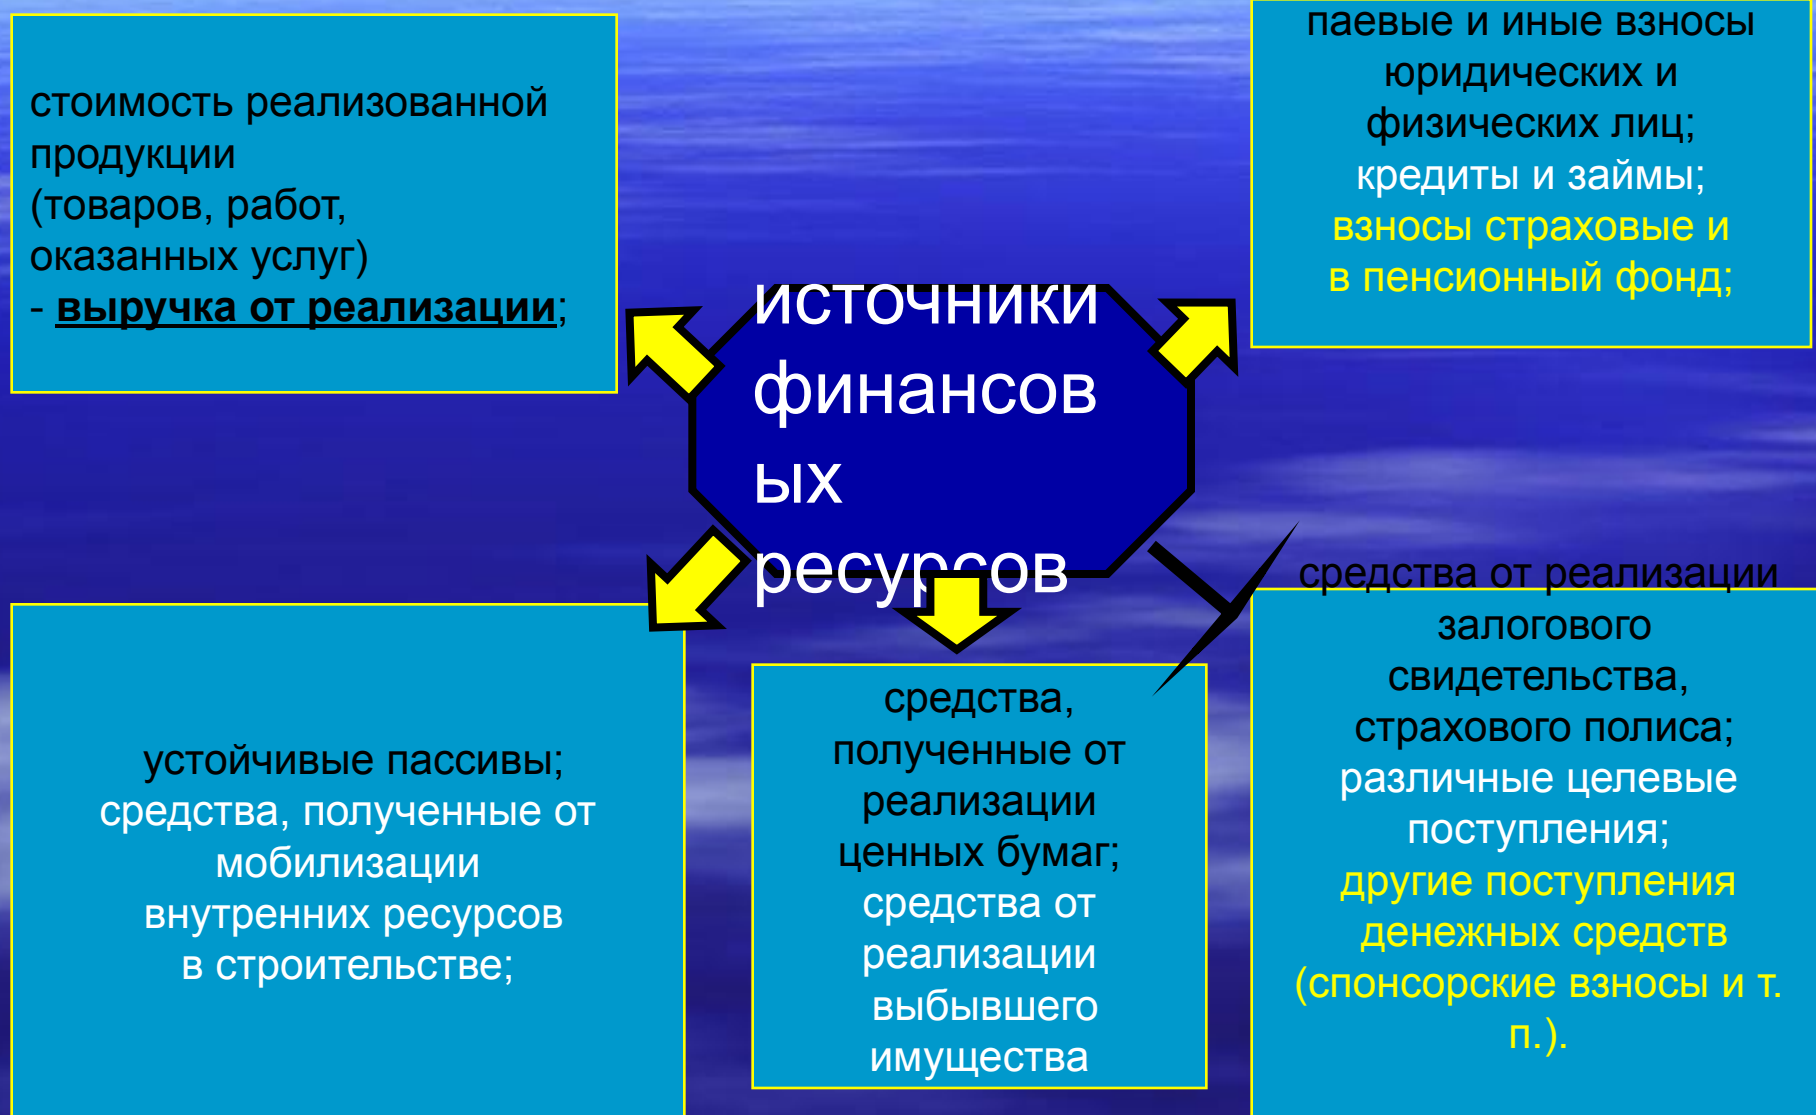 стоимость реализованной
продукции
(товаров, работ,
оказанных услуг)
- выручка от реализации;
паевые и иные взносы
юридических и
физических лиц;
кредиты и займы;
взносы страховые и
в пенсионный фонд;
источники
финансов
ых
ресурсов
устойчивые пассивы;
средства, полученные от
мобилизации
внутренних ресурсов
в строительстве;
средства,
полученные от
реализации
ценных бумаг;
средства от
реализации
выбывшего
имущества
средства от реализации
залогового
свидетельства,
страхового полиса;
различные целевые
поступления;
другие поступления
денежных средств
(спонсорские взносы и т.
п.).